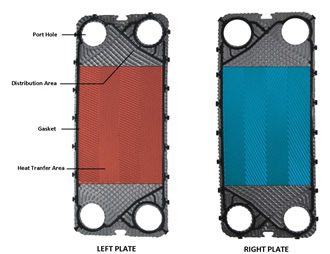 Port Hole
Distribution Area
Gasket
Heat Tranfer Area
LEFT PLATE
RIGHT PLATE